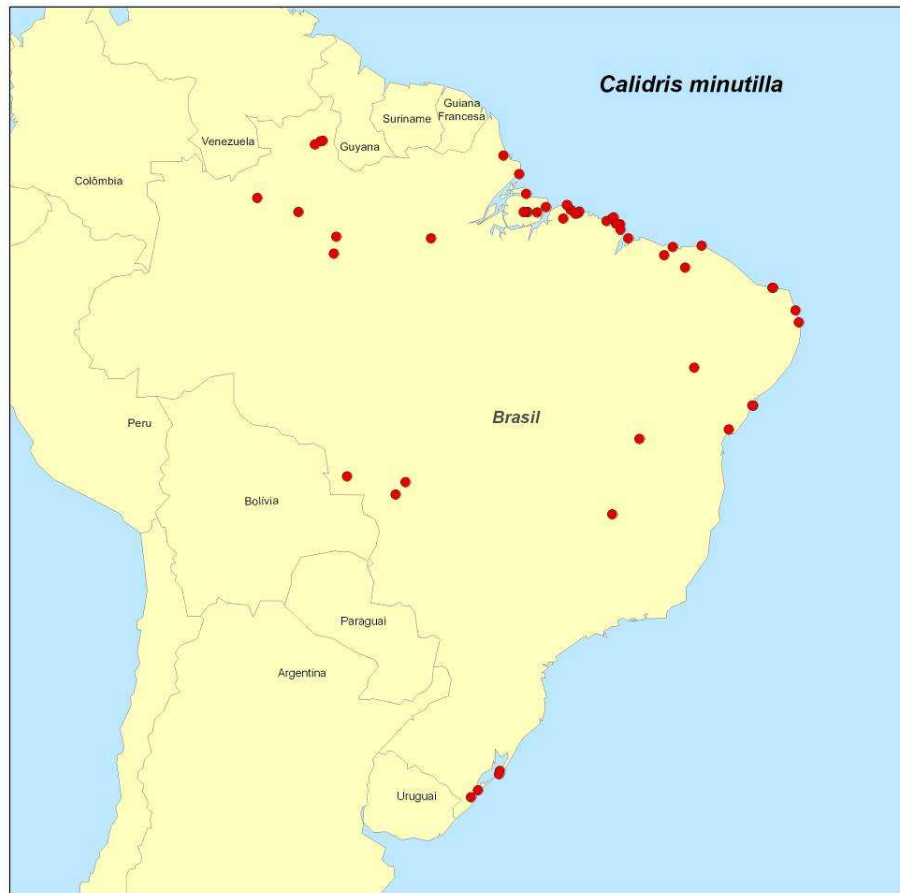 Calidris minutilla
Guiana
Francesa
Suriname
Venezuela
Guyana
Colômbia
Brasil
Peru
Bolívia
Paraguai
Argentina
Uruguai